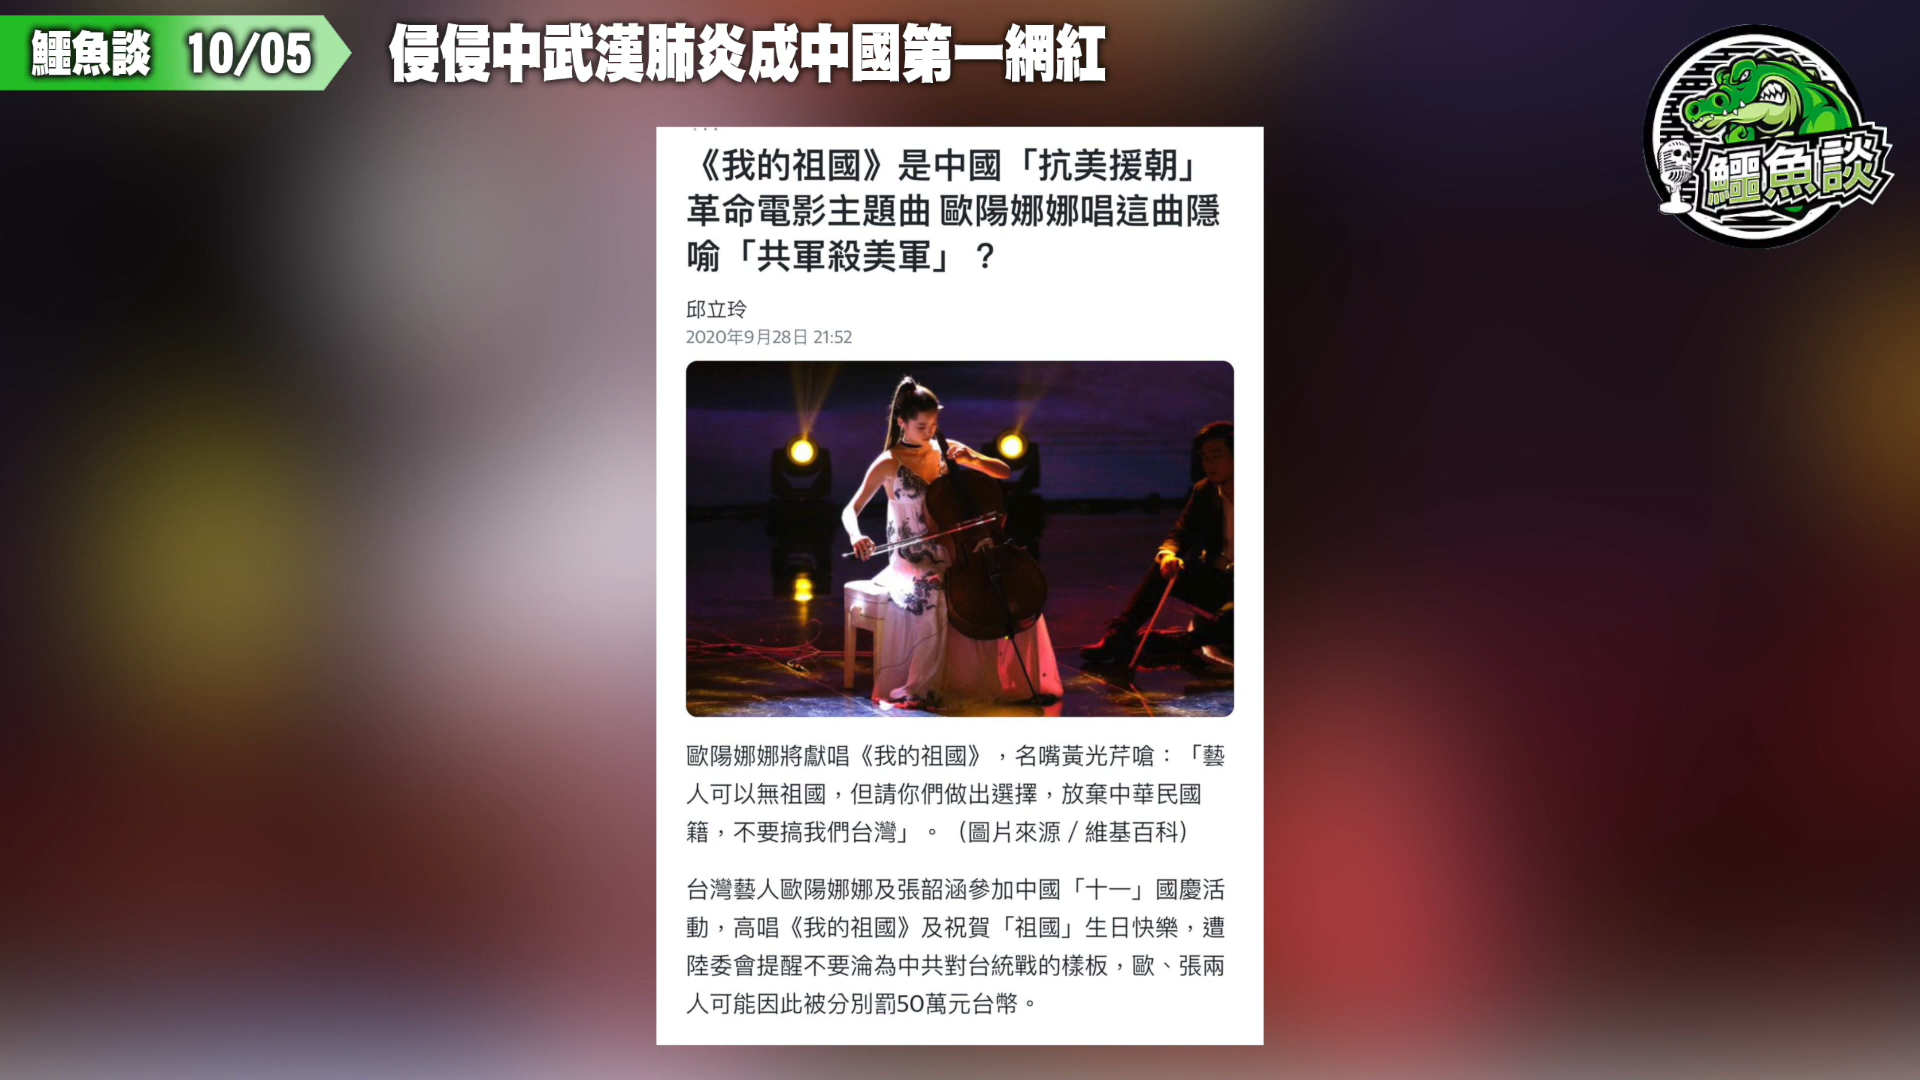 鱷魚談 10/05 侵侵中武漢肺炎成中國第一網紅
鱷魚談
《我的祖國》是中國「抗美援朝」
革命電影主題曲 歐陽娜娜唱這曲隱
喻「共軍殺美軍」？
邱立玲
2020年9月28日 21:52
歐陽娜娜將獻唱《我的祖國》，名嘴黃光芹嗆：「藝
人可以無祖國，但請你們做出選擇，放棄中華民國
籍，不要搞我們台灣」。（圖片來源／維基百科）
台灣藝人歐陽娜娜及張韶涵參加中國「十一」國慶活
動，高唱《我的祖國》及祝賀「祖國」生日快樂，遭
陸委會提醒不要淪為中共對台統戰的樣板，歐、張兩
人可能因此被分別罰50萬元台幣。